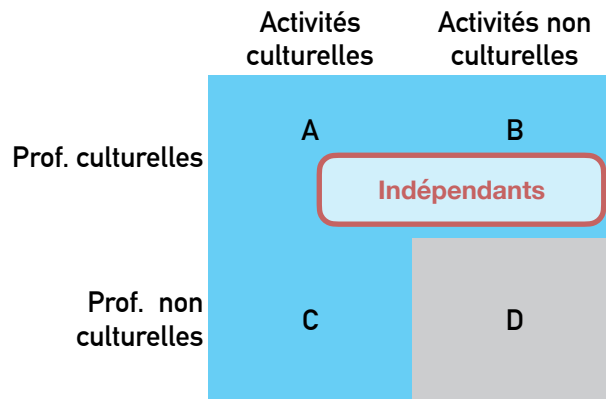 Activités
culturelles
Activités non
culturelles
A
B
Prof. culturelles
Indépendants
Prof. non
culturelles
C
D